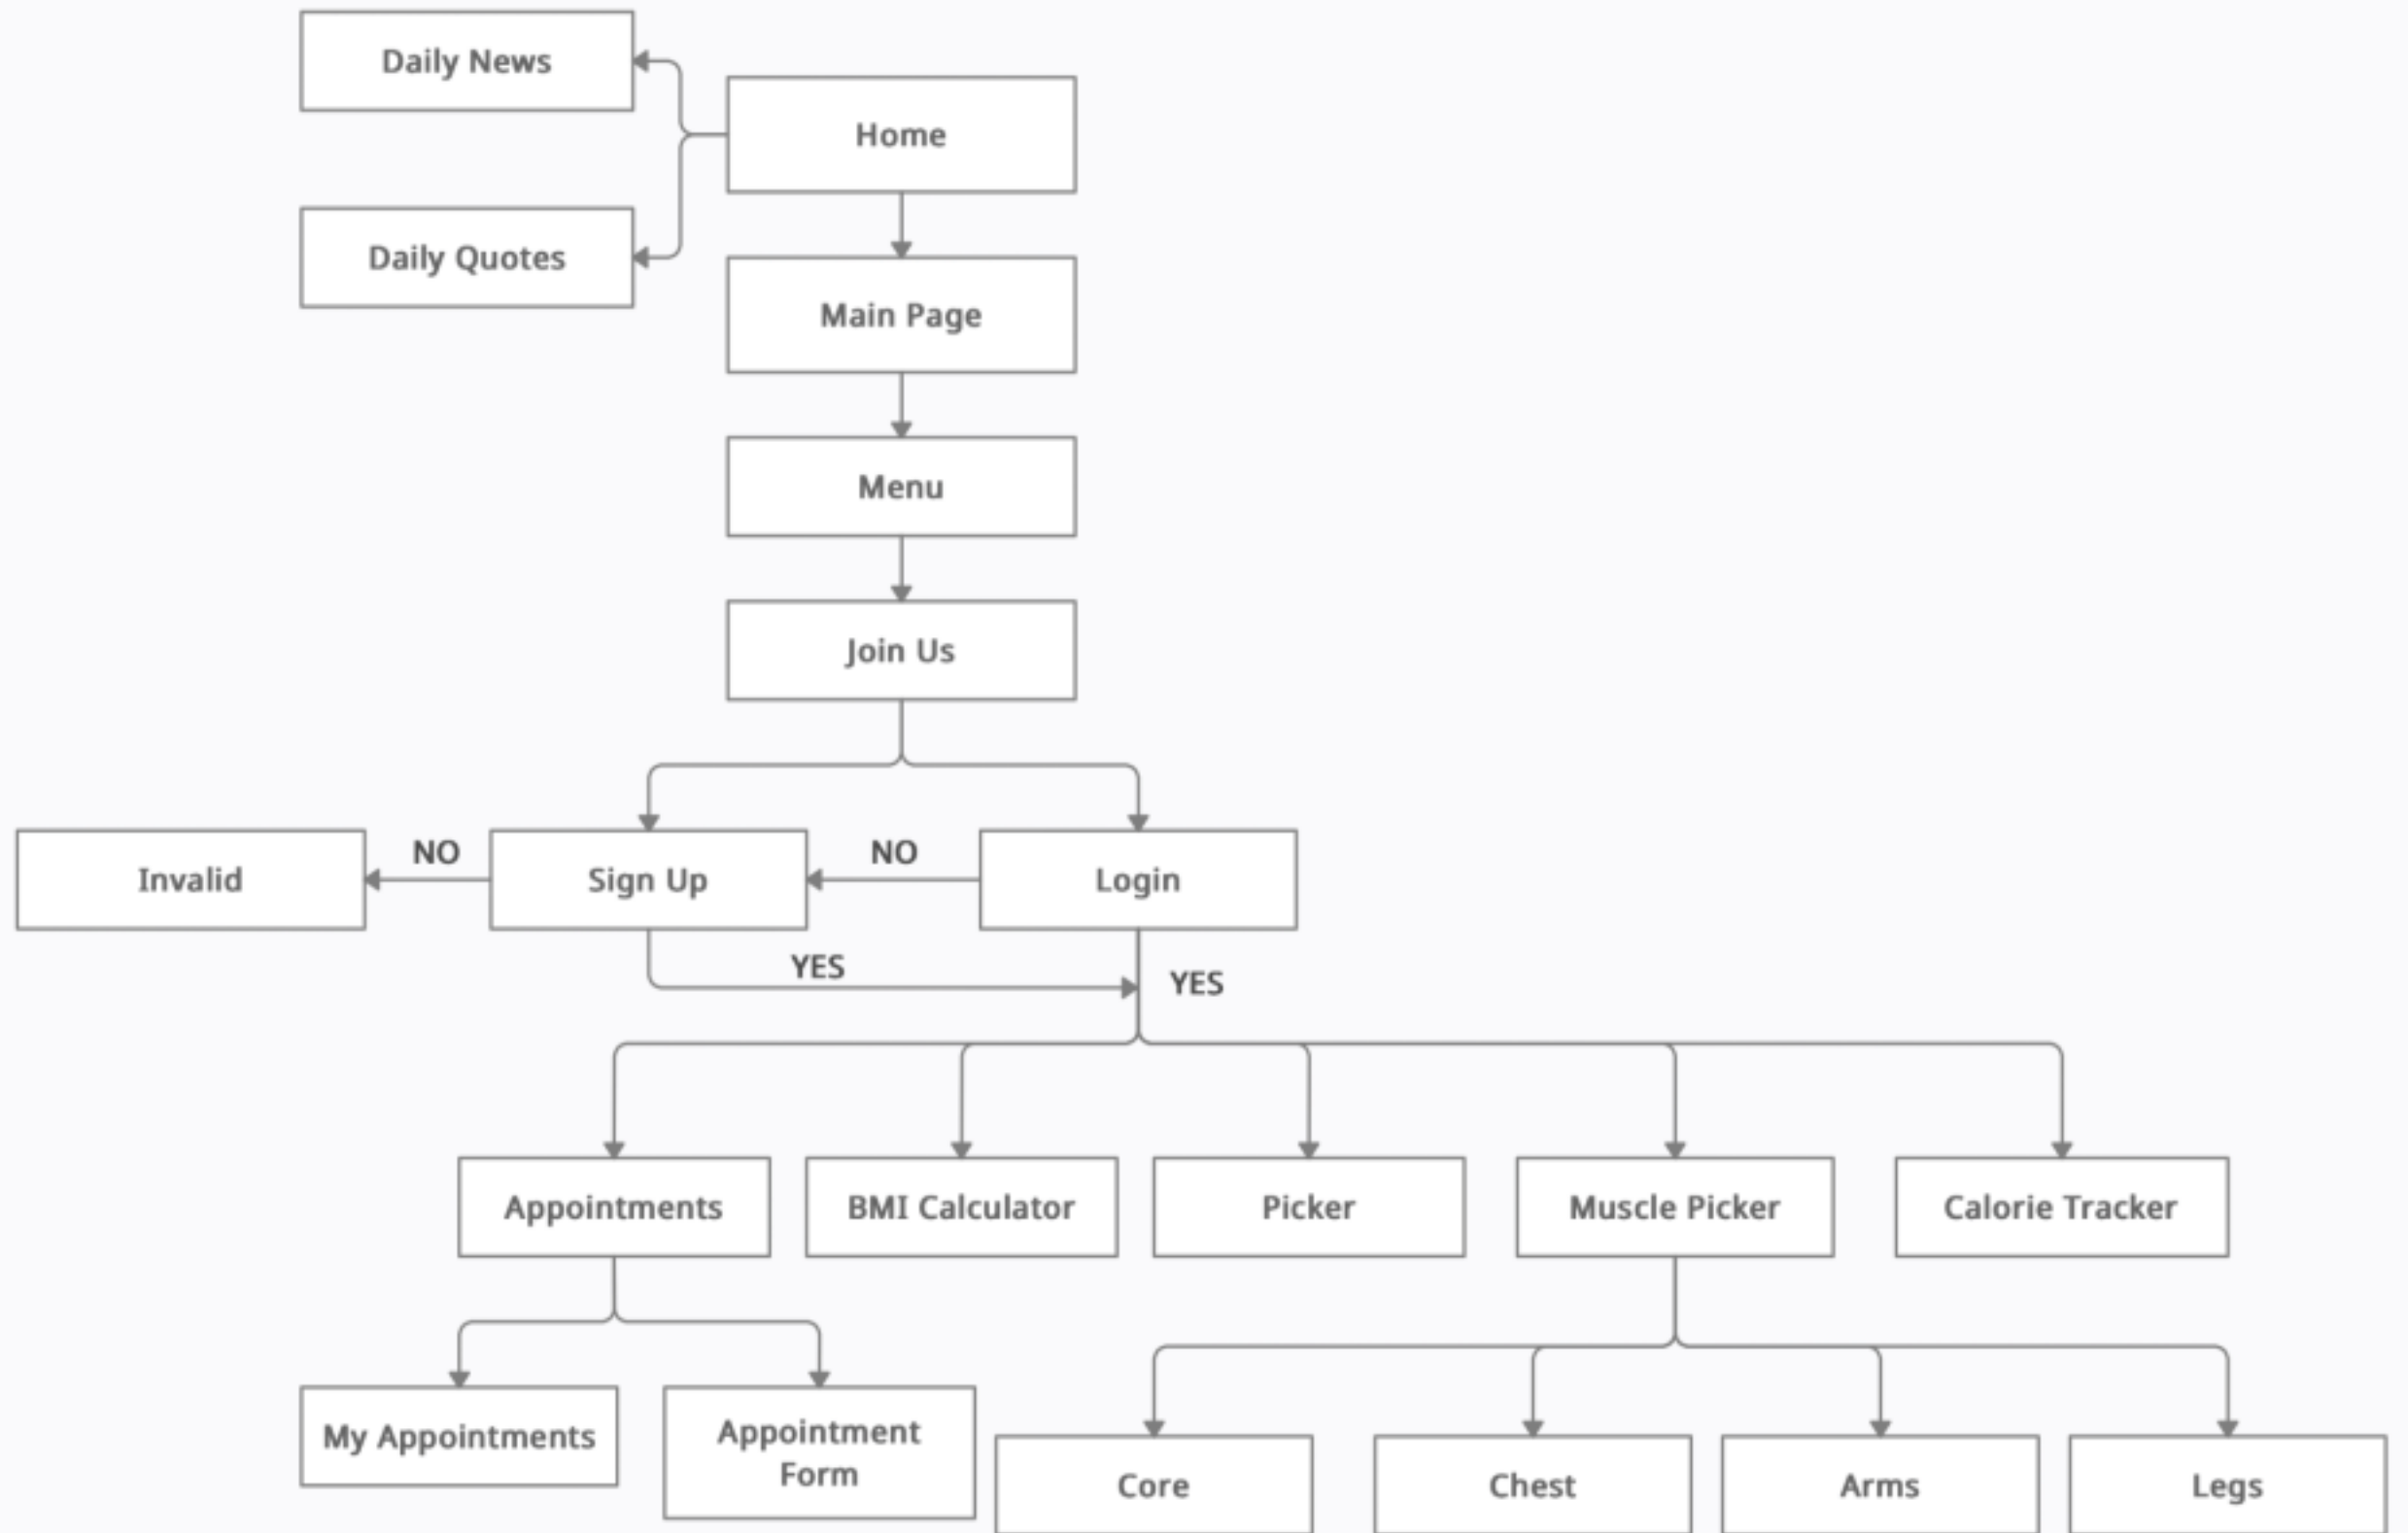 Daily News
Home
Daily Quotes
Main Page
Menu
Join Us
Invalid
NO
Sign Up
NO
Login
YES
YES
Appointments
BMI Calculator
Picker
Muscle Picker
Calorie Tracker
My Appointments
Appointment
Form
Core
Chest
Arms
Legs